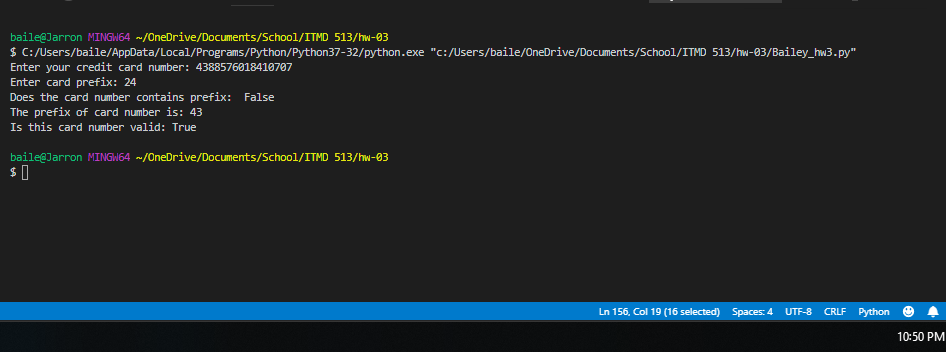 baile@Jarron MINGW64 ~/OneDrive/Documents/School/ITMD 513/hw-03
$ C:/Users/baile/AppData/Local/Programs/Python/Python37-32/python.exe "c:/Users/baile/OneDrive/Documents/School/ITMD 513/hw-03/Bailey_hw3.py"
Enter your credit card number: 4388576018410707
Enter card prefix: 24
Does the card number contains prefix:  False
The prefix of card number is: 43
Is this card number valid: True
baile@Jarron MINGW64 ~/OneDrive/Documents/School/ITMD 513/hw-03
$
Ln 156, Col 19 (16 selected) Spaces: 4 UTF-8 CRLF Python
10:50 PM